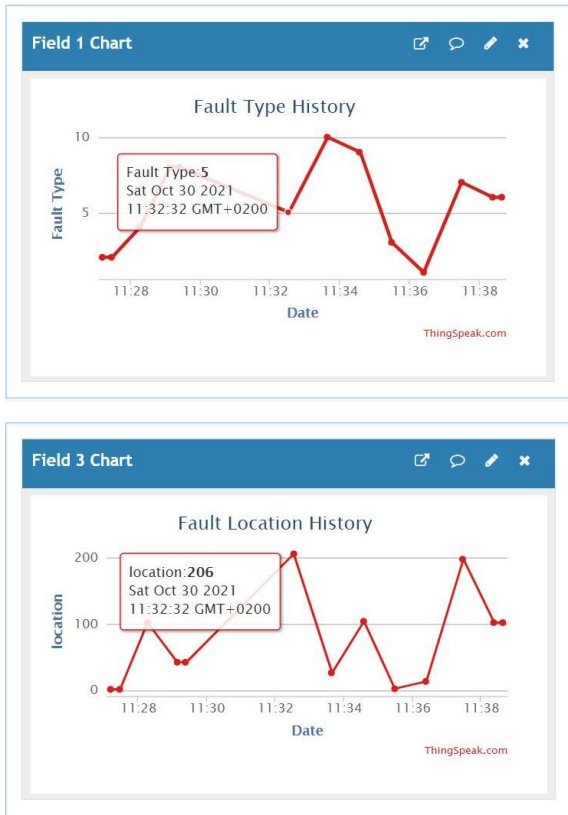 Field 1 Chart
Fault Type History
10
5
Fault Type
Fault Type:5
Sat Oct 30 2021
11:32:32 GMT+0200
11:28 11:30 11:32 11:34 11:36 11:38
Date
ThingSpeak.com
Field 3 Chart
Fault Location History
200
100
0
location
location:206
Sat Oct 30 2021
11:32:32 GMT+0200
11:28 11:30 11:32 11:34 11:36 11:38
Date
ThingSpeak.com